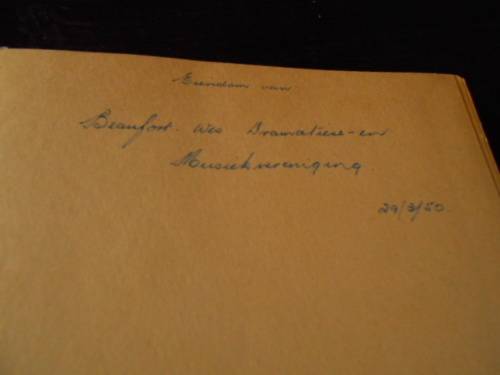 Eiendom van
Beaufort-Wes Dramatiese-en
Musiekvereniging.
29/3/50.